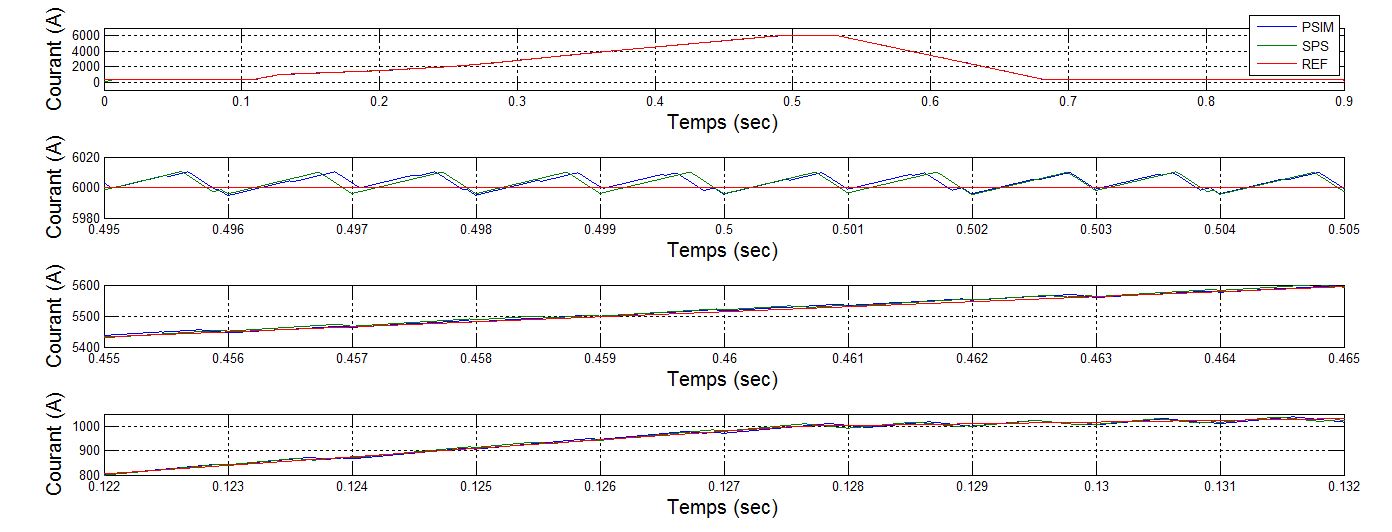 PSIM
SPS
REF
Courant (A)
6000
4000
2000
0
0 0.1 0.2 0.3 0.4 0.5 0.6 0.7 0.8 0.9
Temps (sec)
Courant (A)
6020
6000
5980
0.495 0.496 0.497 0.498 0.499 0.5 0.501 0.502 0.503 0.504 0.505
Temps (sec)
Courant (A)
5600
5500
5400
0.455 0.456 0.457 0.458 0.459 0.46 0.461 0.462 0.463 0.464 0.465
Temps (sec)
Courant (A)
1000
900
800
0.122 0.123 0.124 0.125 0.126 0.127 0.128 0.129 0.13 0.131 0.132
Temps (sec)